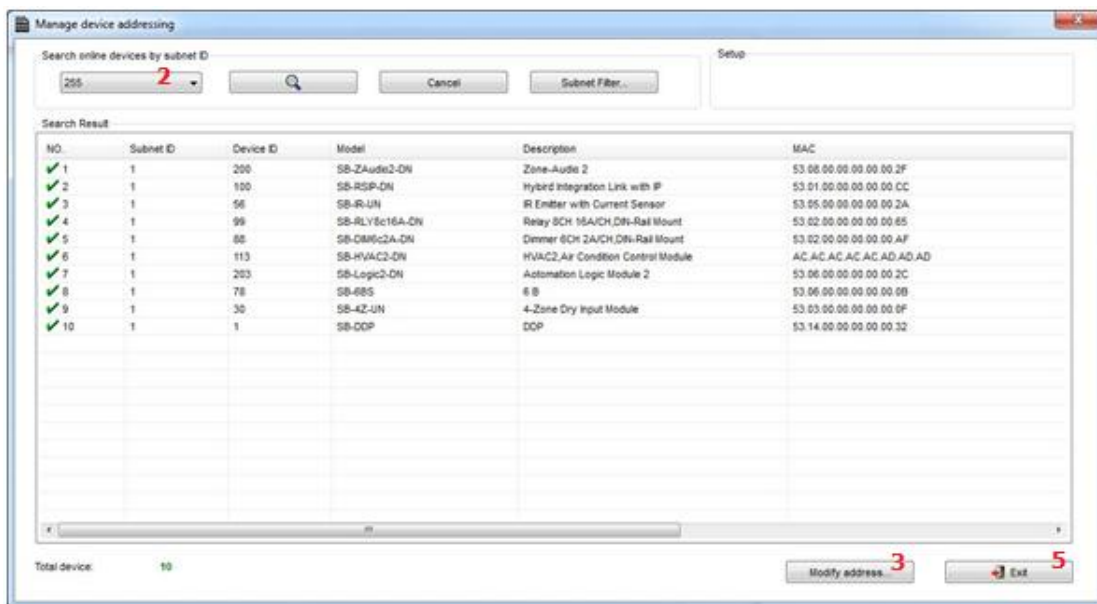 Manage device addressing
x
Search online devices by subnet ID
Setup
255 2 Cancel Subnet Filter...
Search Result
NO. Subnet ID Device ID Model Description MAC
1 1 200 SB-ZAudio2-DN Zone-Audio 2 53.08.00.00.00.00.00.2F
2 1 100 SB-RSIP-DN Hybird Integration Link with IP 53.01.00.00.00.00.00.CC
3 1 56 SB-IR-UN IR Emitter with Current Sensor 53.05.00.00.00.00.00.2A
4 1 99 SB-RLY8c16A-DN Relay 8CH 16A/CH,DIN-Rail Mount 53.02.00.00.00.00.00.65
5 1 88 SB-DIM6c2A-DN Dimmer 6CH 2A/CH,DIN-Rail Mount 53.02.00.00.00.00.00.AF
6 1 113 SB-HVAC2-DN HVAC2,Air Condition Control Module AC.AC.AC.AC.AC.AD.AD.AD
7 1 203 SB-Logic2-DN Automation Logic Module 2 53.06.00.00.00.00.00.2C
8 1 78 SB-6BS 6 B 53.06.00.00.00.00.00.0B
9 1 30 SB-4Z-UN 4-Zone Dry Input Module 53.03.00.00.00.00.00.0F
10 1 1 SB-DDP DDP 53.14.00.00.00.00.00.32
Total device: 10 Modify address... 3 Exit 5